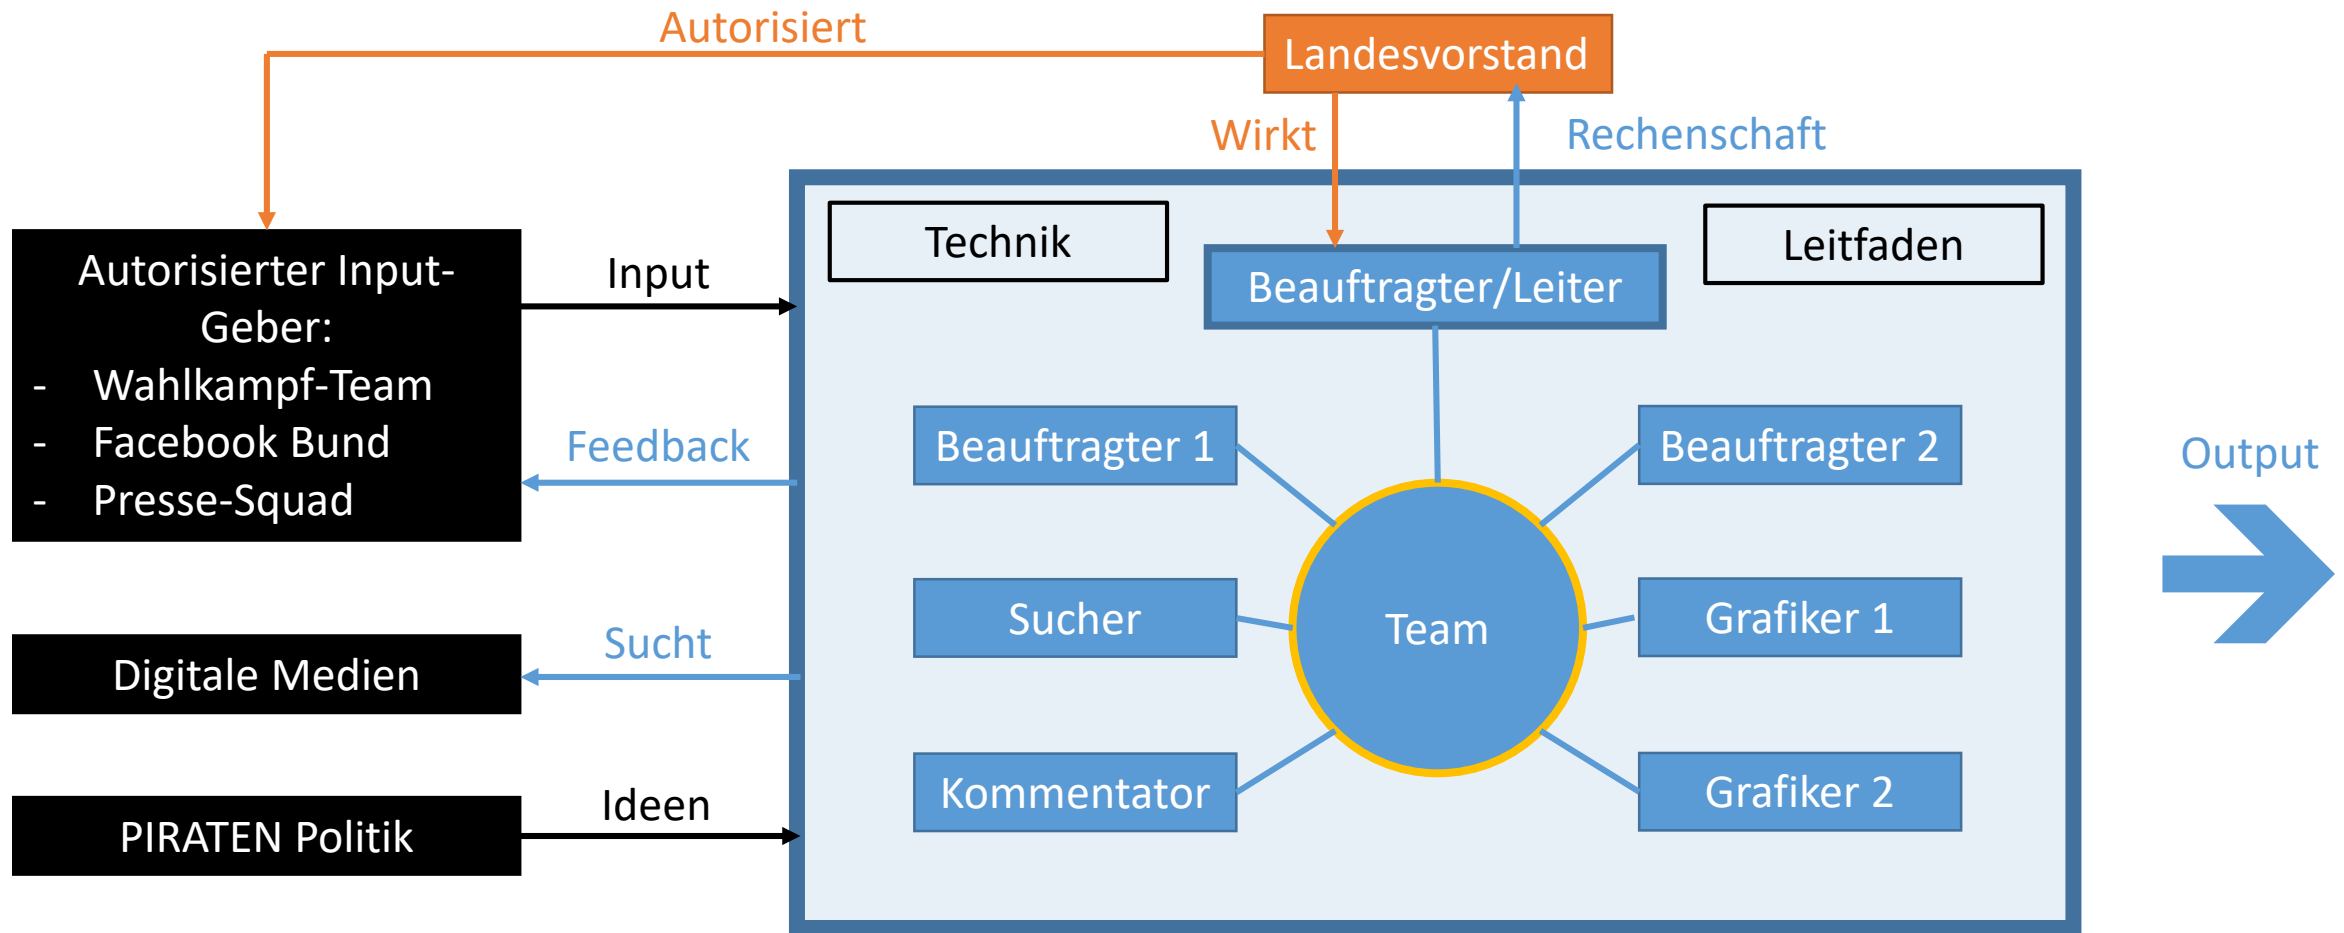 Autorisiert
Landesvorstand
Wirkt
Rechenschaft
Autorisierter Input-
Geber:
- Wahlkampf-Team
- Facebook Bund
- Presse-Squad
Input
Feedback
Digitale Medien
Sucht
PIRATEN Politik
Ideen
Technik
Leitfaden
Beauftragter/Leiter
Beauftragter 1
Beauftragter 2
Sucher
Team
Grafiker 1
Kommentator
Grafiker 2
Output